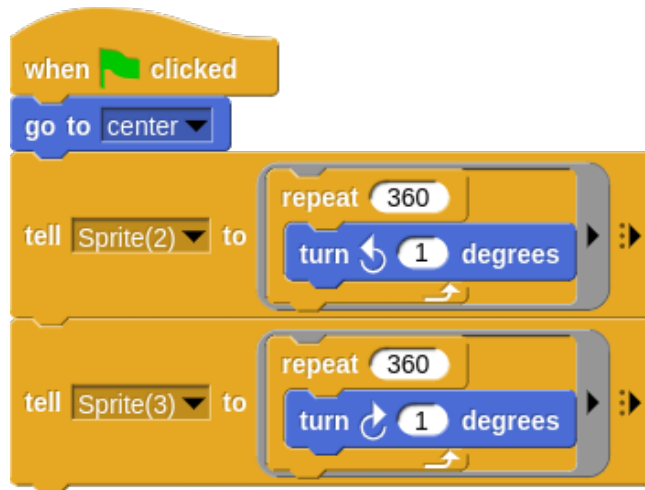 when clicked
go to center
repeat 360
tell Sprite(2) to
turn 1 degrees
repeat 360
tell Sprite(3) to
turn 1 degrees